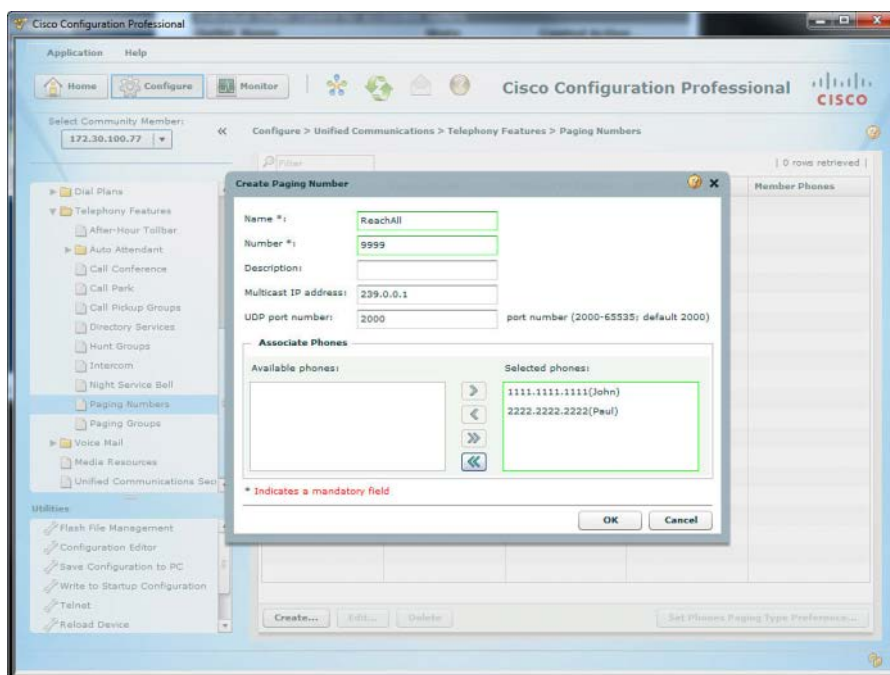 Cisco Configuration Professional
Application Help
Home Configure Monitor Cisco Configuration Professional CISCO
Select Community Member:
172.30.100.77
Configure > Unified Communications > Telephony Features > Paging Numbers
Filter
0 rows retrieved
Member Phones
Dial Plans
Telephony Features
After-Hour Tollbar
Auto Attendant
Call Conference
Call Park
Call Pickup Groups
Directory Services
Hunt Groups
Intercom
Night Service Bell
Paging Numbers
Paging Groups
Voice Mail
Media Resources
Unified Communications
Utilities
Flash File Management
Configuration Editor
Save Configuration to PC
Write to Startup Configuration
Telnet
Reload Device
Create Paging Number
Name *: ReachAll
Number *: 9999
Description:
Multicast IP address: 239.0.0.1
UDP port number: 2000 port number (2000-65535; default 2000)
Associate Phones
Available phones:
Selected phones:
1111.1111.1111(John)
2222.2222.2222(Paul)
* Indicates a mandatory field
OK Cancel
Create... Edit... Delete Set Phones Paging Type Preference...